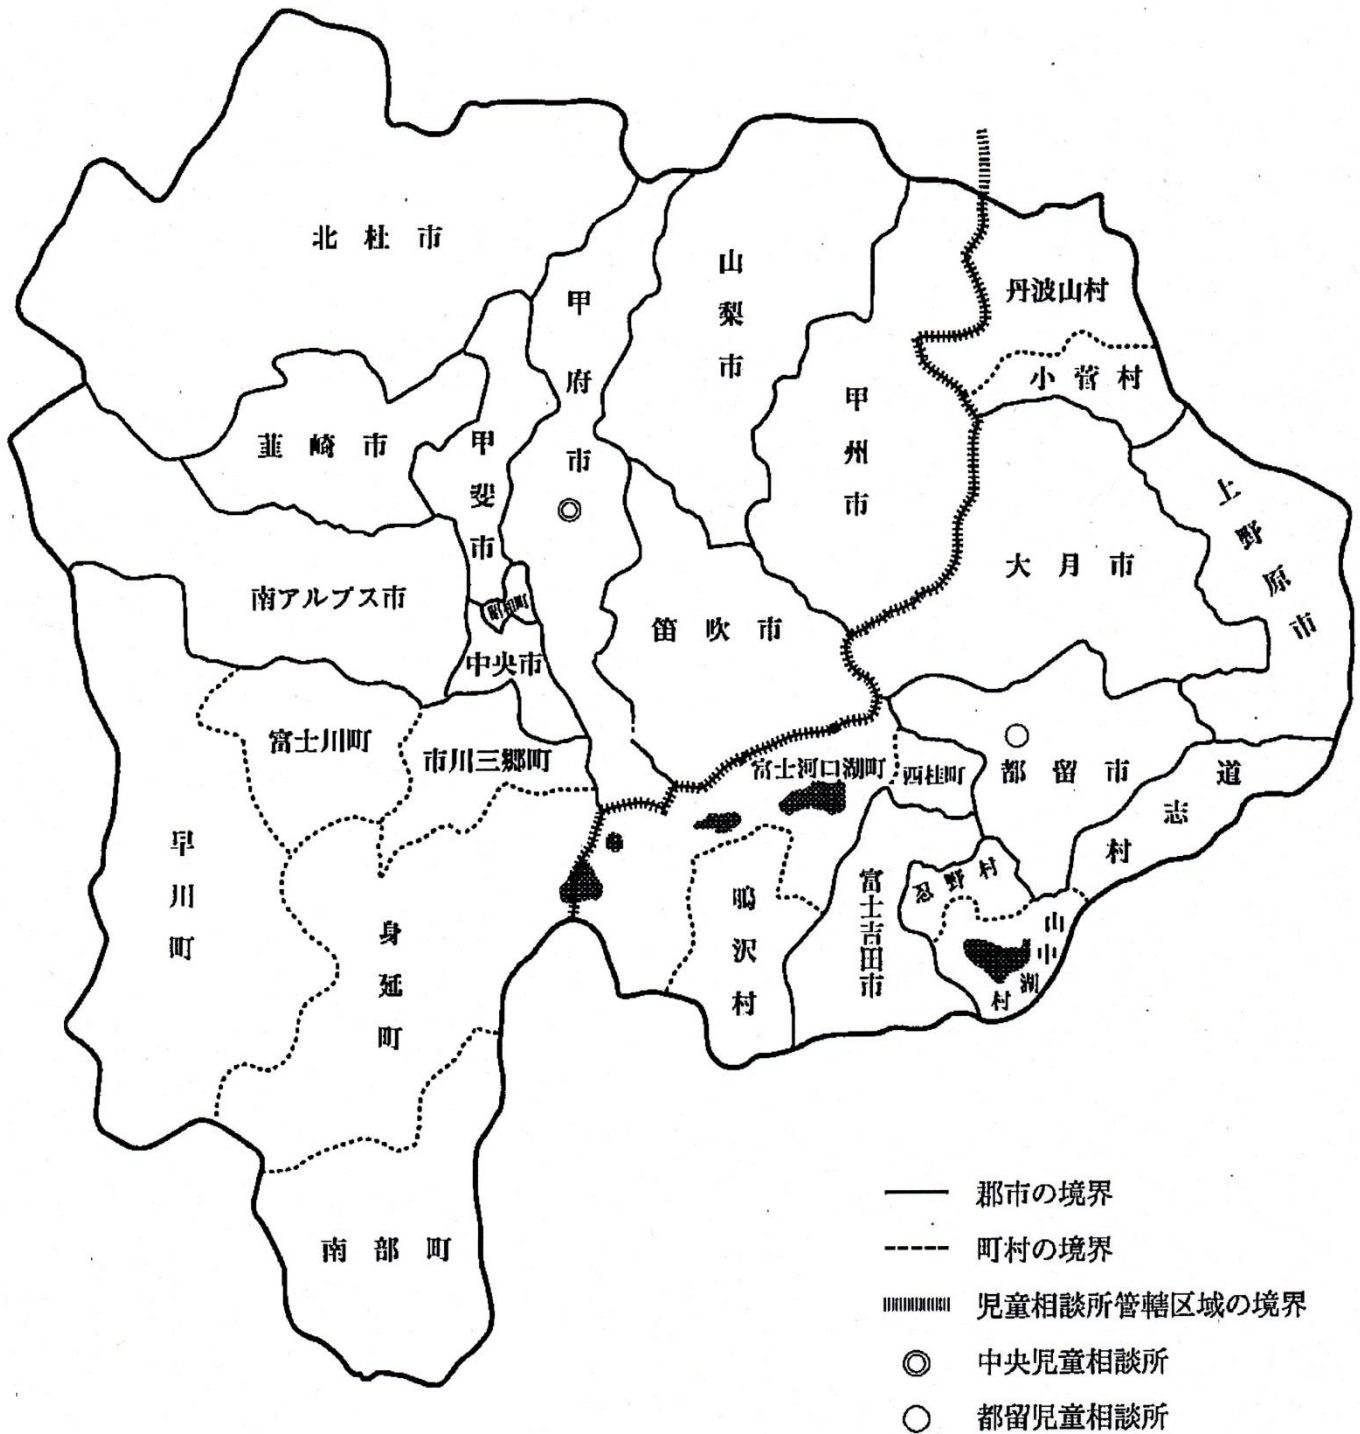 北杜市
甲府市
山梨市
丹波山村
小菅村
甲州市
韮崎市
甲斐市
上野原市
大月市
南アルプス市
昭和町
笛吹市
中央市
富士川町
市川三郷町
富士河口湖町
西桂町
都留市
道志村
早川町
身延町
鳴沢村
富士吉田市
忍野村
山中湖村
南部町
郡市の境界
町村の境界
児童相談所管轄区域の境界
中央児童相談所
都留児童相談所